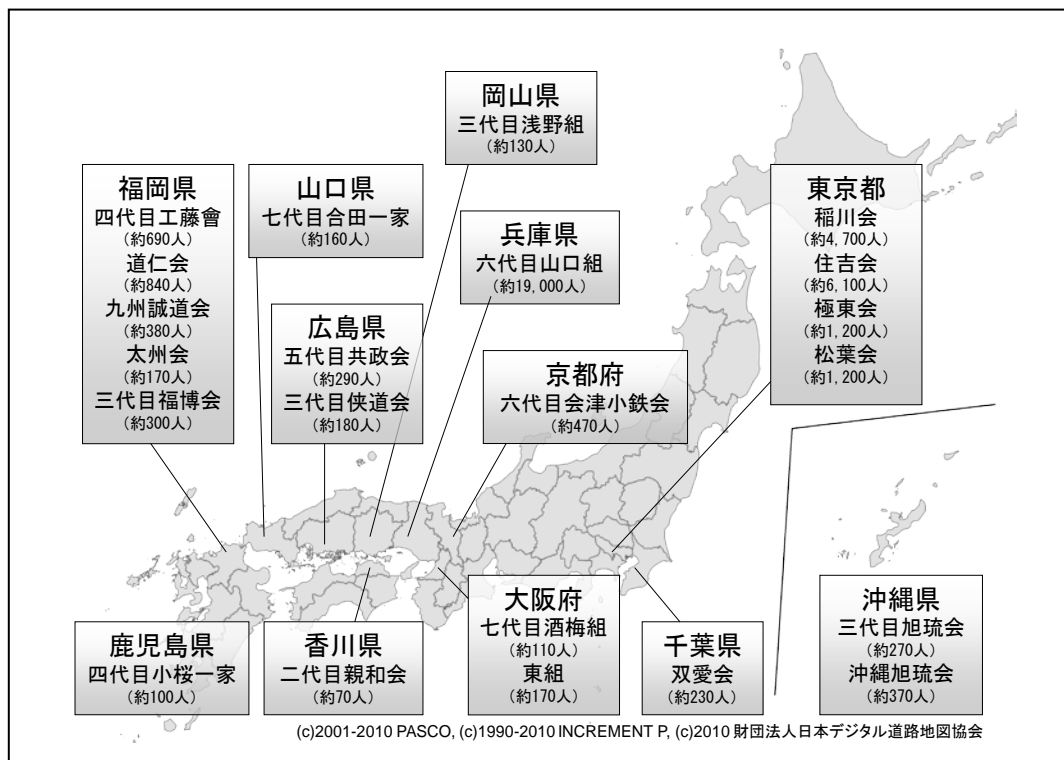 岡山県
三代目浅野組
(約130人)
福岡県
四代目工藤會
(約690人)
道仁会
(約840人)
九州誠道会
(約380人)
太州会
(約170人)
三代目福博会
(約300人)
山口県
七代目合田一家
(約160人)
兵庫県
六代目山口組
(約19,000人)
東京都
稲川会
(約4,700人)
住吉会
(約6,100人)
極東会
(約1,200人)
松葉会
(約1,200人)
広島県
五代目共政会
(約290人)
三代目侠道会
(約180人)
京都府
六代目会津小鉄会
(約470人)
鹿児島県
四代目小桜一家
(約100人)
香川県
二代目親和会
(約70人)
大阪府
七代目酒梅組
(約110人)
東組
(約170人)
千葉県
双愛会
(約230人)
沖縄県
三代目旭琉会
(約270人)
沖縄旭琉会
(約370人)
(c)2001-2010 PASCO, (c)1990-2010 INCREMENT P, (c)2010 財団法人日本デジタル道路地図協会